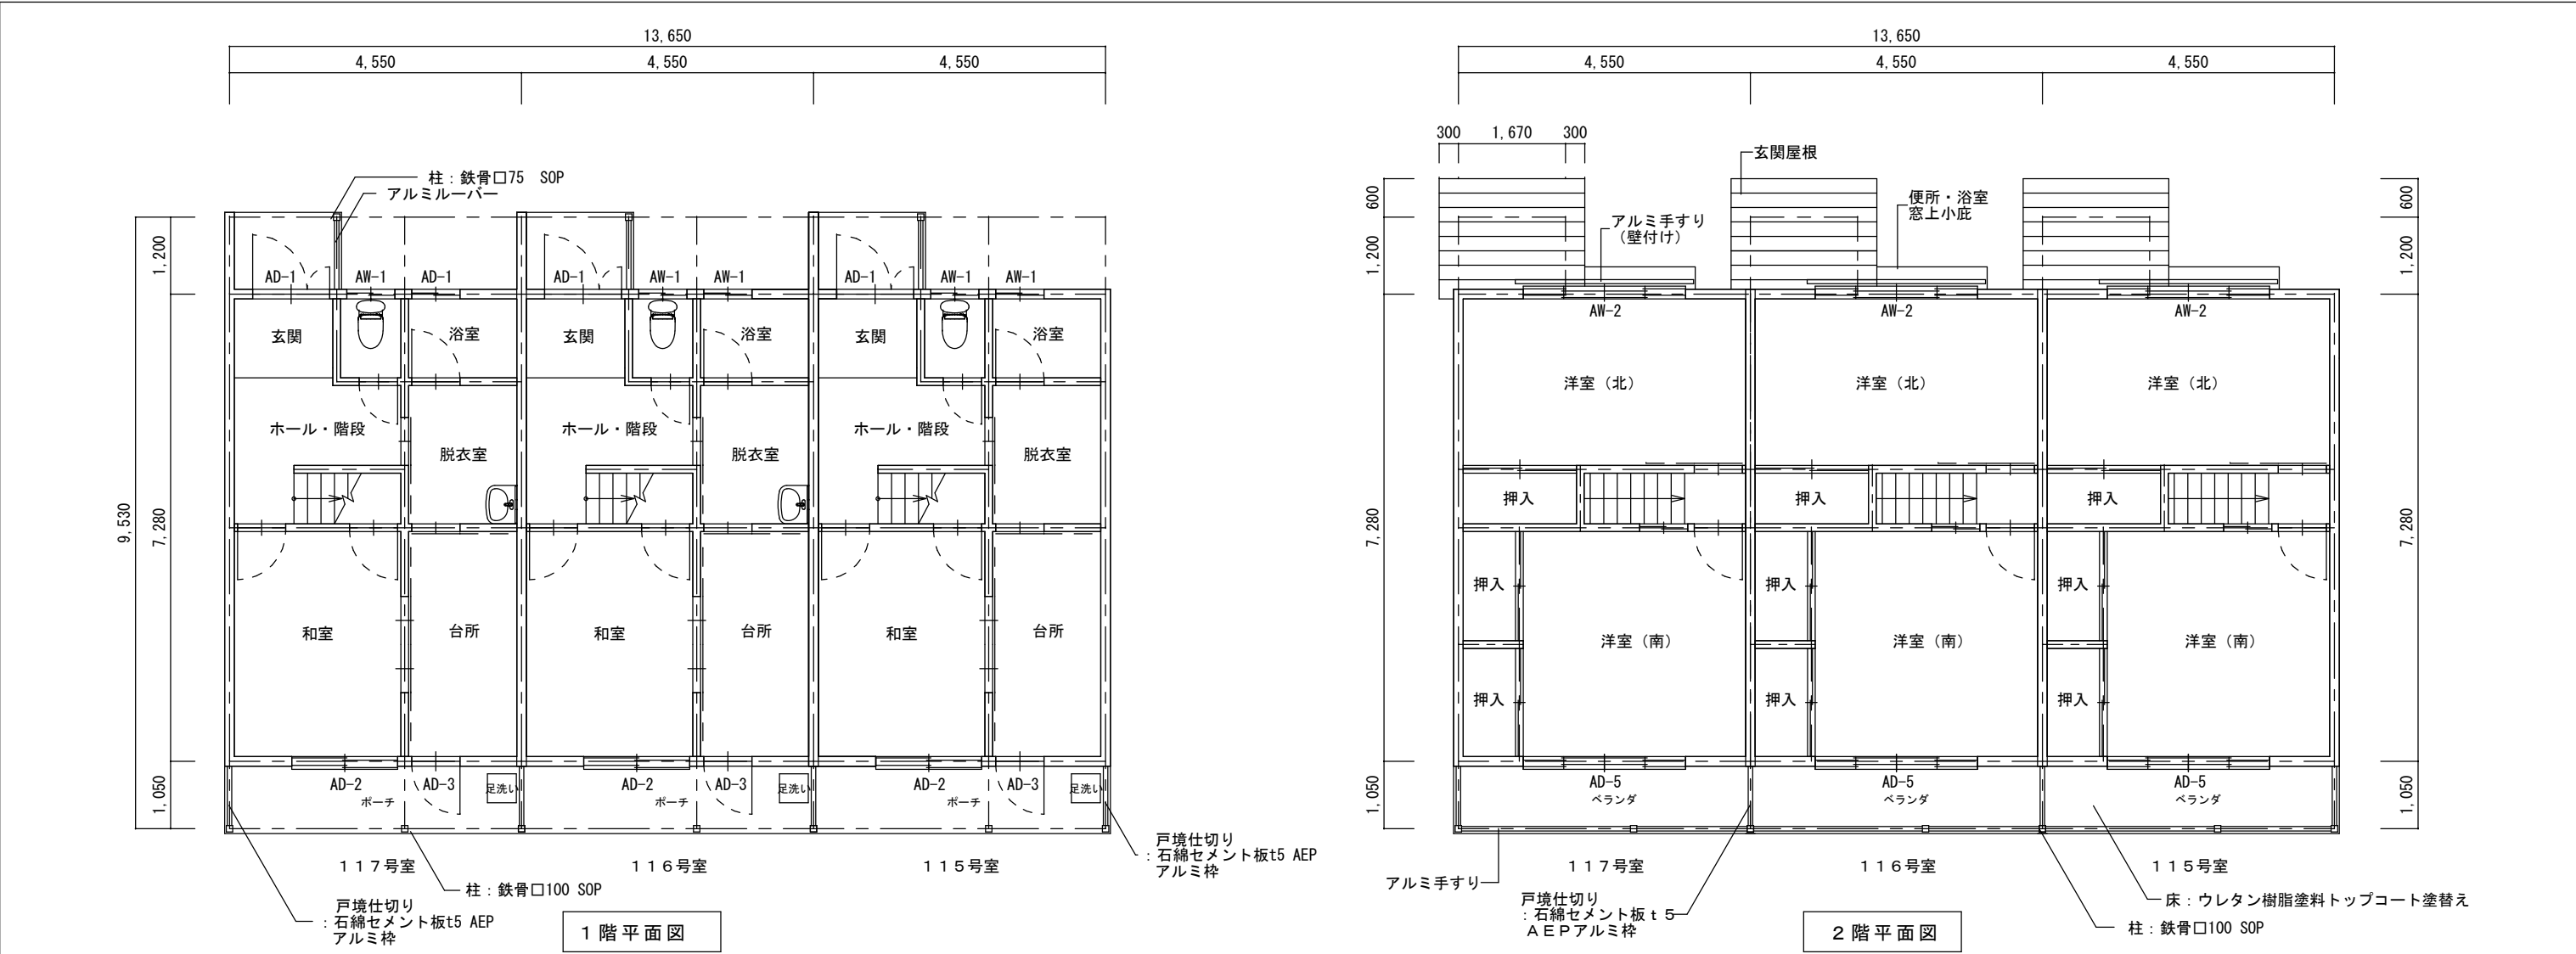 13,650
4,550
4,550
4,550
柱：鉄骨口75 SOP
アルミルーバー
1,200
9,530
7,280
1,050
AD-1
AW-1
AD-1
AD-1
AW-1
AW-1
AD-1
AW-1
AW-1
玄関
浴室
玄関
浴室
玄関
浴室
ホール・階段
脱衣室
ホール・階段
脱衣室
ホール・階段
脱衣室
和室
台所
和室
台所
和室
台所
AD-2
AD-3
足洗い
AD-2
AD-3
足洗い
AD-2
AD-3
足洗い
ポーチ
ポーチ
ポーチ
１１７号室
１１６号室
１１５号室
柱：鉄骨口100 SOP
戸境仕切り
：石綿セメント板t5 AEP
アルミ枠
戸境仕切り
：石綿セメント板t5 AEP
アルミ枠
１階平面図
13,650
4,550
4,550
4,550
300
1,670
300
玄関屋根
便所・浴室
窓上小庇
アルミ手すり
（壁付け）
600
1,200
7,280
1,050
600
1,200
7,280
1,050
AW-2
AW-2
AW-2
洋室（北）
洋室（北）
洋室（北）
押入
押入
押入
押入
押入
押入
洋室（南）
洋室（南）
洋室（南）
押入
押入
押入
AD-5
AD-5
AD-5
ベランダ
ベランダ
ベランダ
１１７号室
１１６号室
１１５号室
アルミ手すり
戸境仕切り
：石綿セメント板ｔ５
ＡＥＰアルミ枠
床：ウレタン樹脂塗料トップコート塗替え
柱：鉄骨口100 SOP
２階平面図